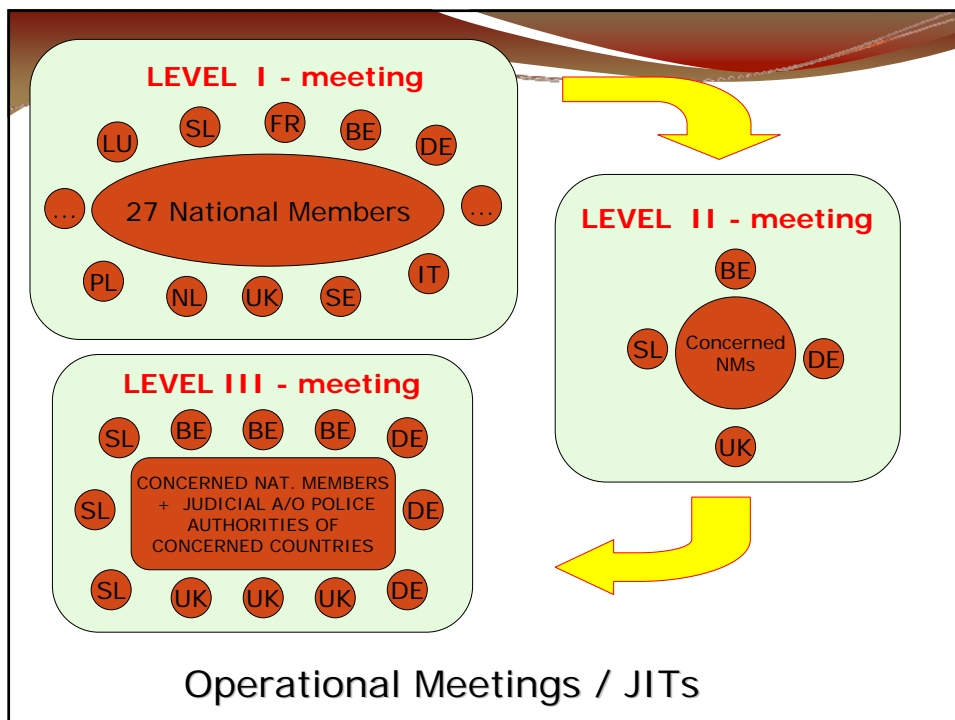 LEVEL I - meeting
LU
SL
FR
BE
DE
...
27 National Members
...
PL
NL
UK
SE
IT
LEVEL II - meeting
BE
SL
Concerned
NMs
DE
UK
LEVEL III - meeting
SL
BE
BE
BE
DE
SL
CONCERNED NAT. MEMBERS
+ JUDICIAL A/O POLICE
AUTHORITIES OF
CONCERNED COUNTRIES
DE
SL
UK
UK
UK
DE
Operational Meetings / JITs